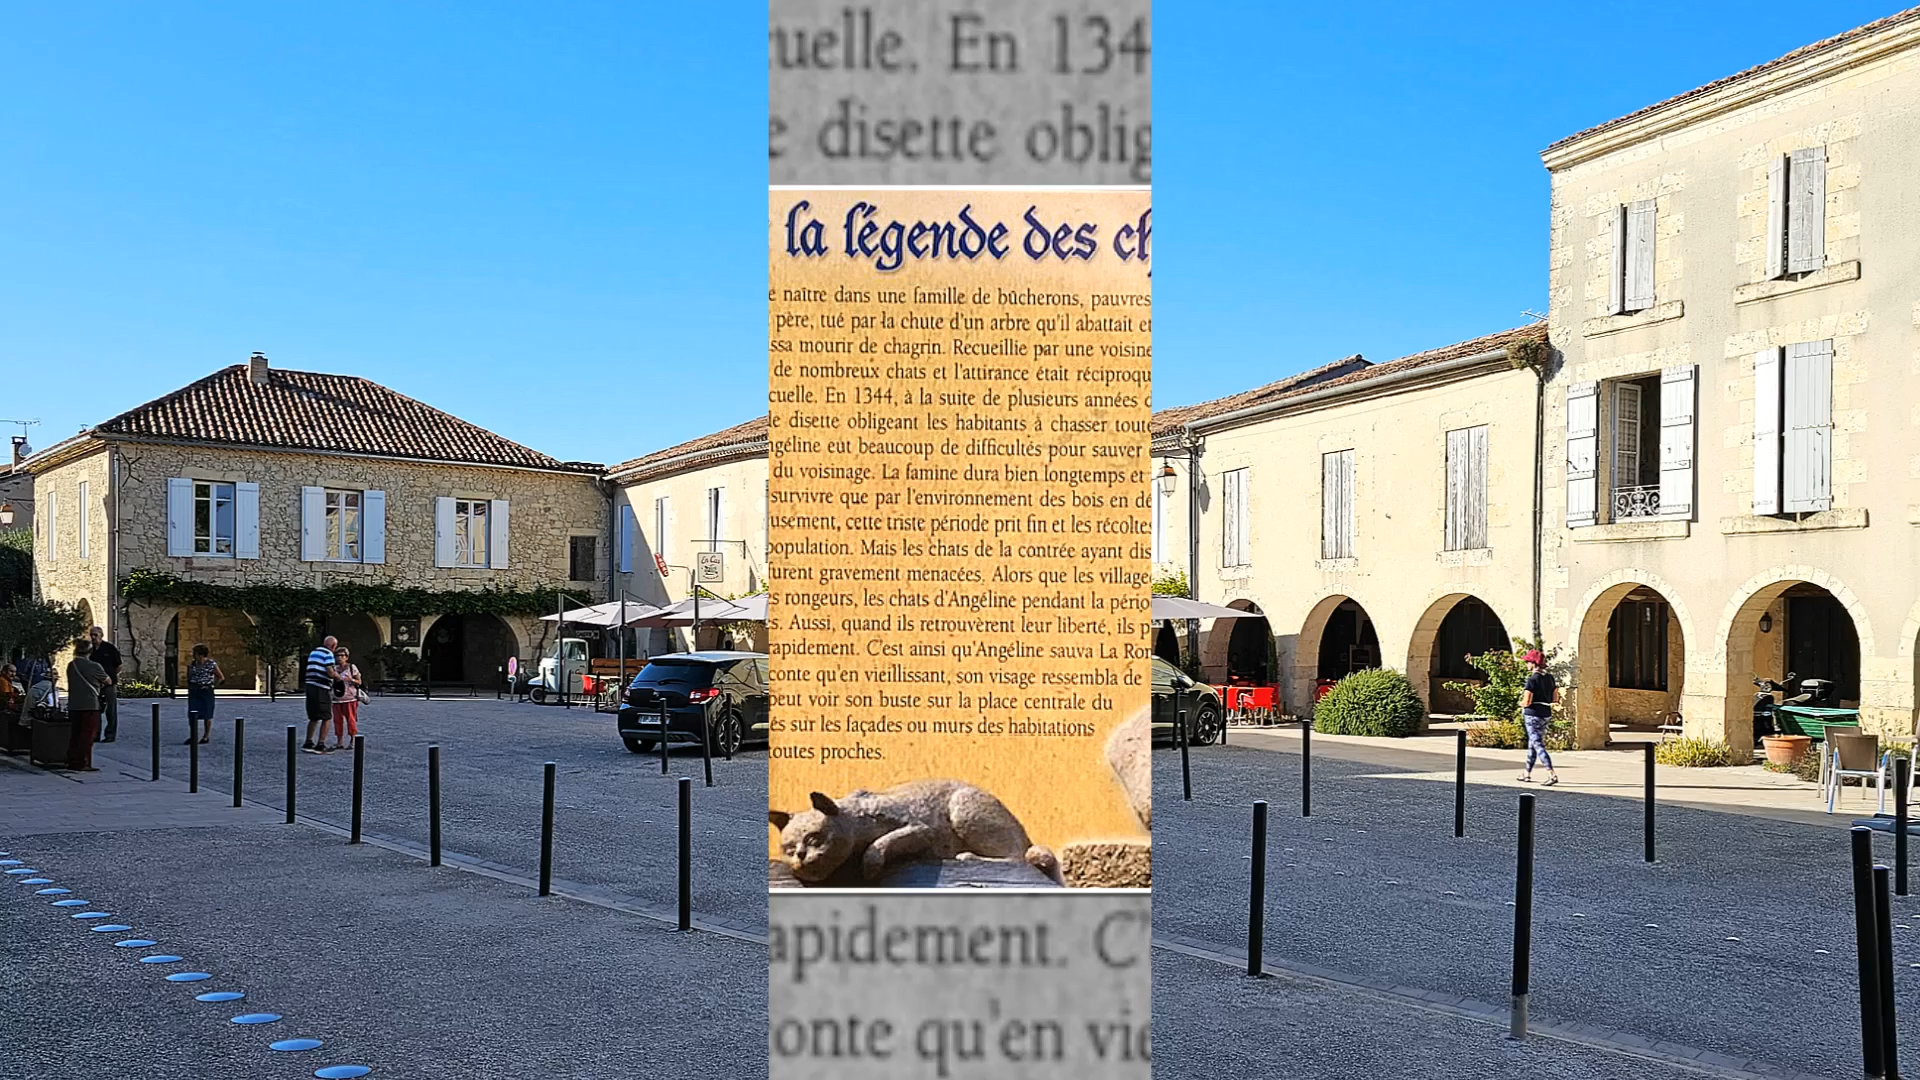 uelle. En 134
e disette oblig
la légende des ch
e naître dans une famille de bûcherons, pauvres
père, tué par la chute d'un arbre qu'il abattait et
ssa mourir de chagrin. Recueillie par une voisine
de nombreux chats et l'attirance était réciproqu
cuelle. En 1344, à la suite de plusieurs années d
le disette obligeant les habitants à chasser toute
ngéline eut beaucoup de difficultés pour sauver
du voisinage. La famine dura bien longtemps et
survivre que par l'environnement des bois en dé
usement, cette triste période prit fin et les récoltes
population. Mais les chats de la contrée ayant dis
furent gravement menacées. Alors que les village
s rongeurs, les chats d'Angéline pendant la pério
s. Aussi, quand ils retrouvèrent leur liberté, ils p
rapidement. C'est ainsi qu'Angéline sauva La Rom
conte qu'en vieillissant, son visage ressembla de
peut voir son buste sur la place centrale du
és sur les façades ou murs des habitations
toutes proches.
apidement. C'
onte qu'en vie